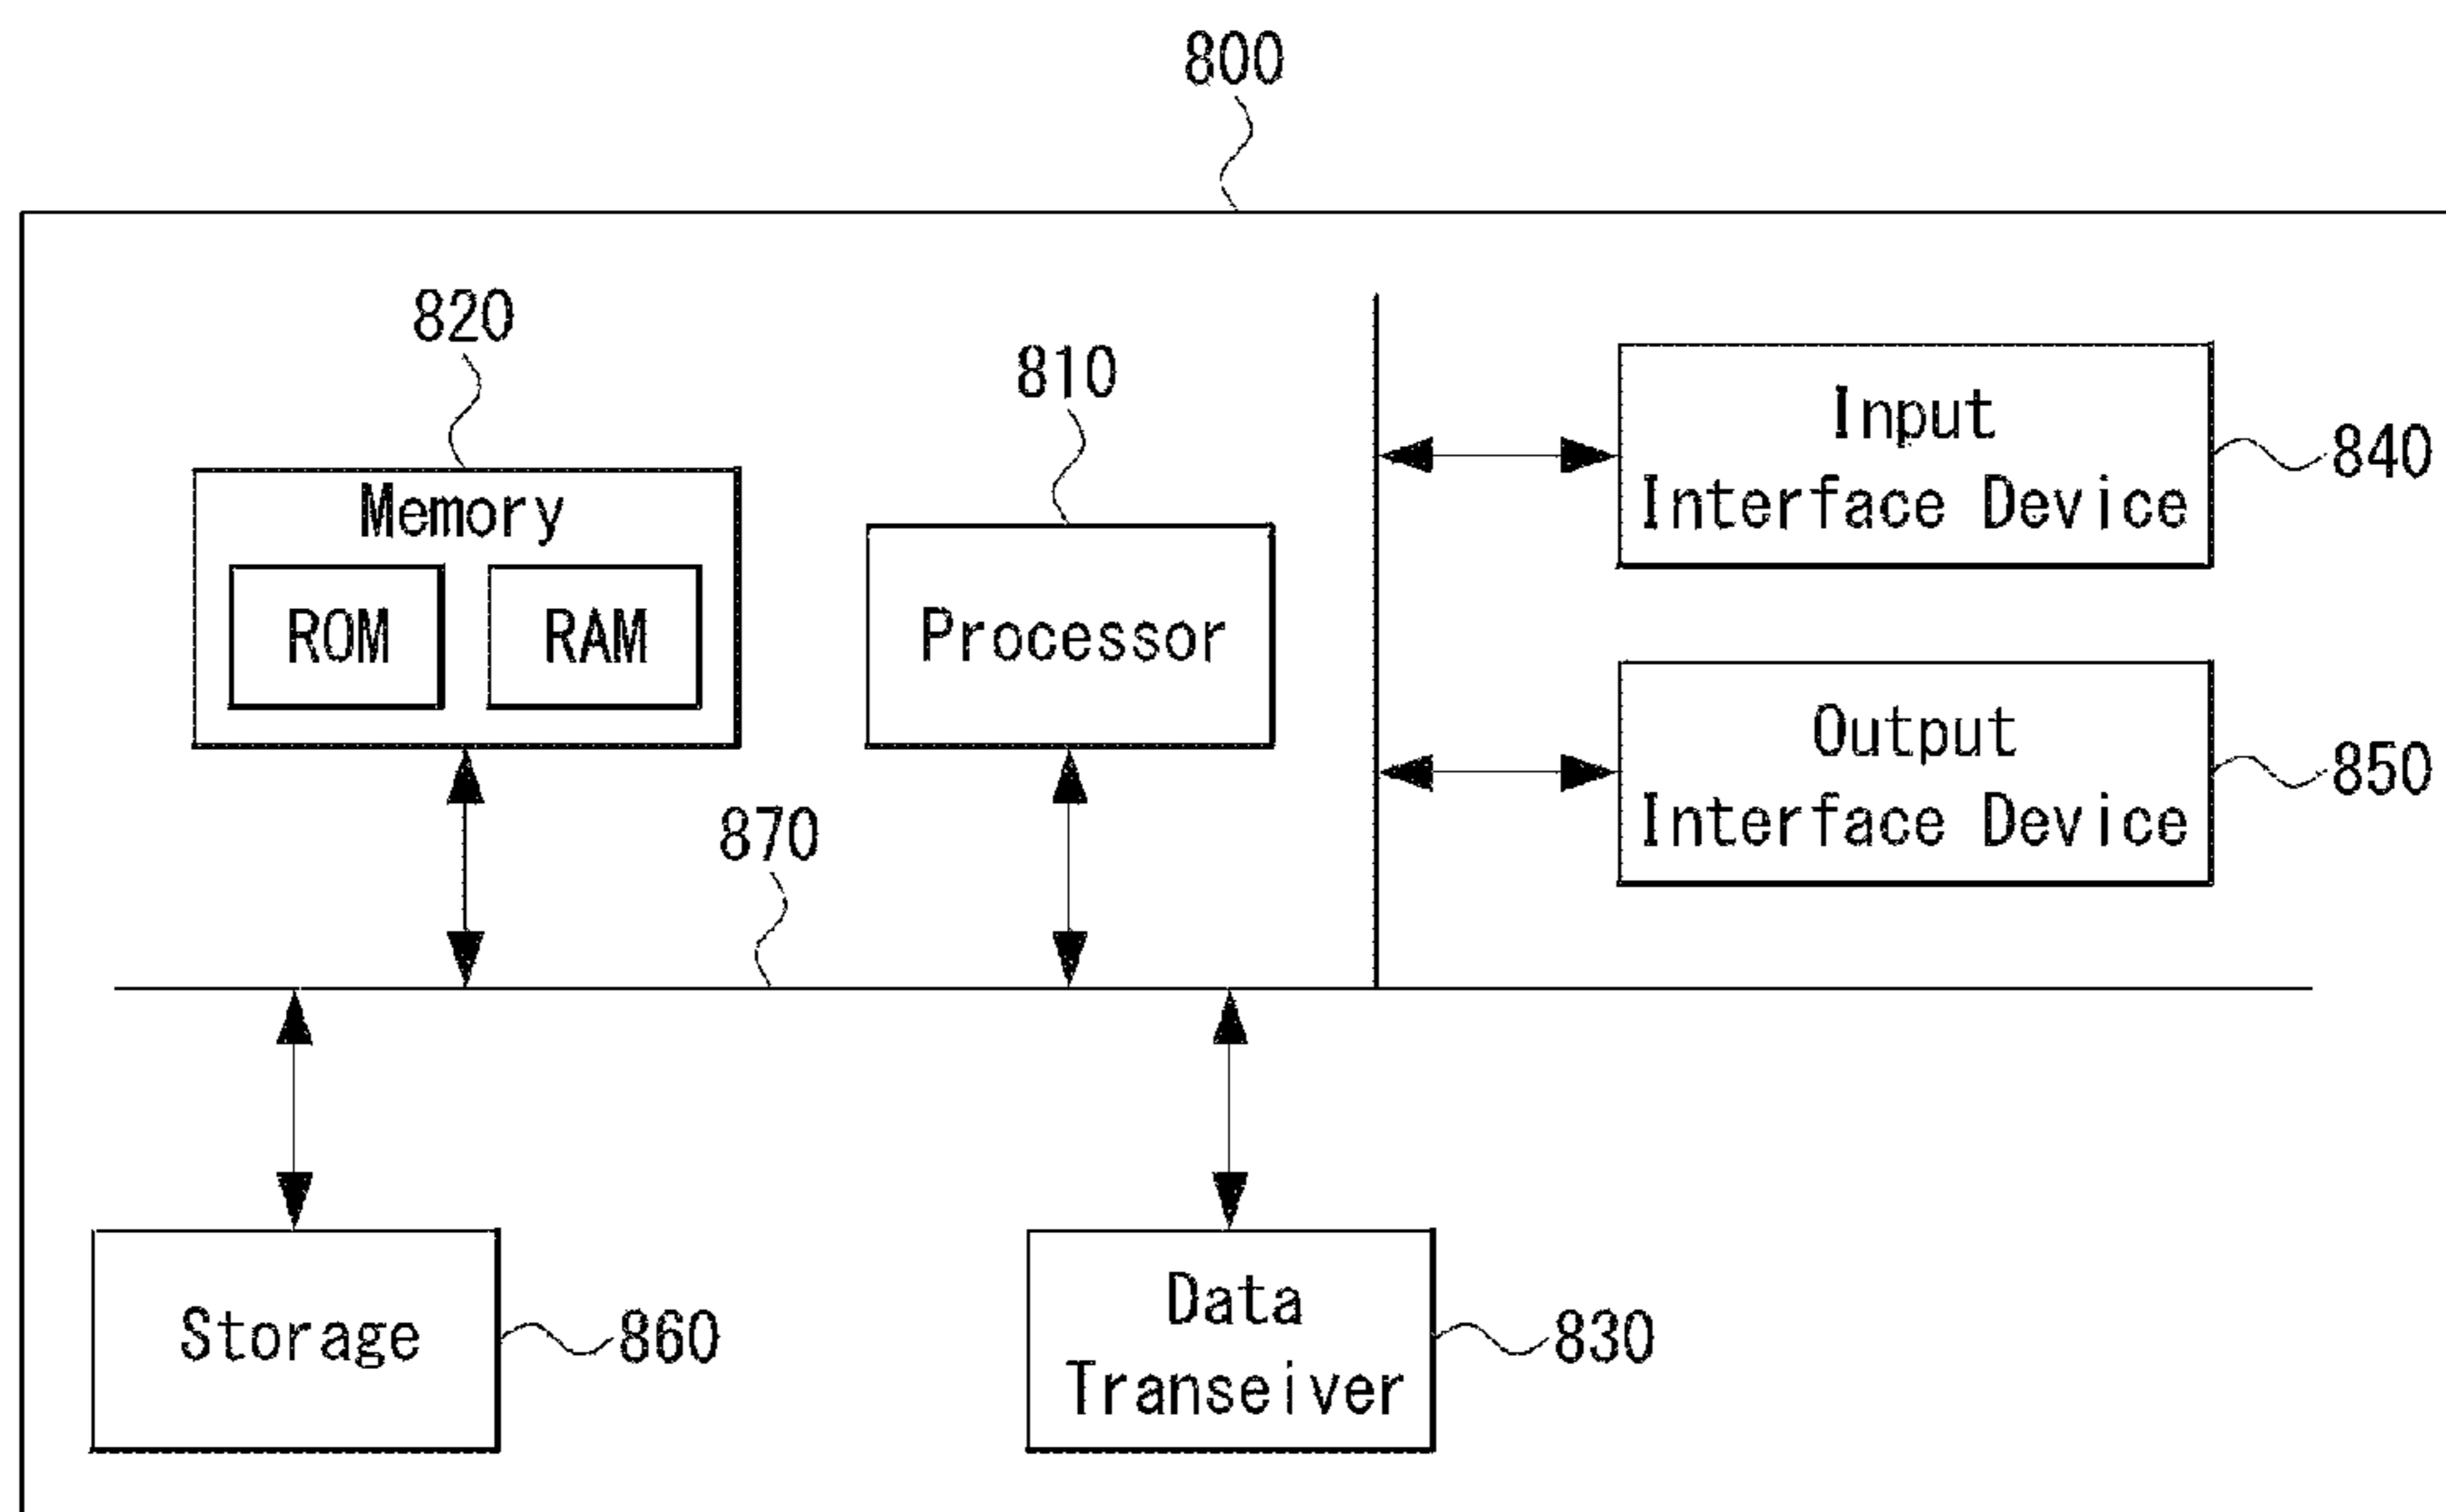 800
820
810
Memory
ROM
RAM
Processor
Input
Interface Device
840
Output
Interface Device
850
870
Storage
860
Data
Transeiver
830